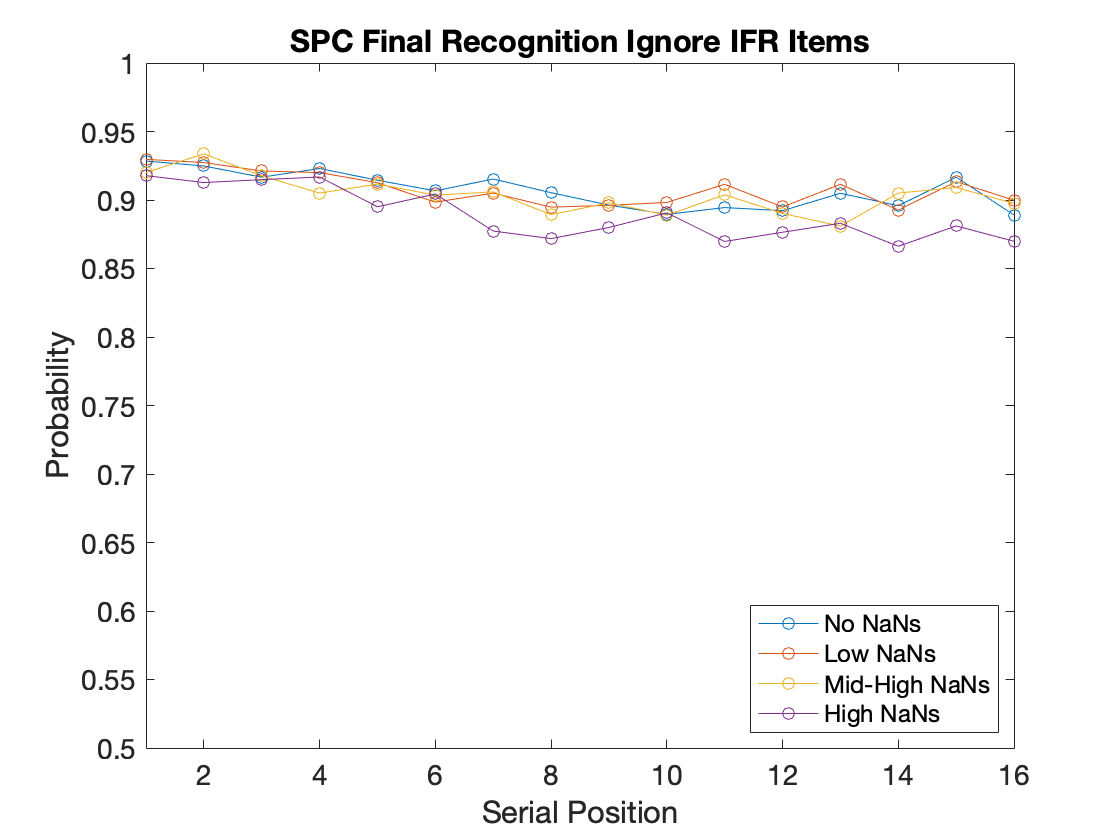 SPC Final Recognition Ignore IFR Items
1
0.95
0.9
0.85
0.8
0.75
0.7
0.65
0.6
0.55
0.5
Probability
2 4 6 8 10 12 14 16
Serial Position
No NaNs
Low NaNs
Mid-High NaNs
High NaNs